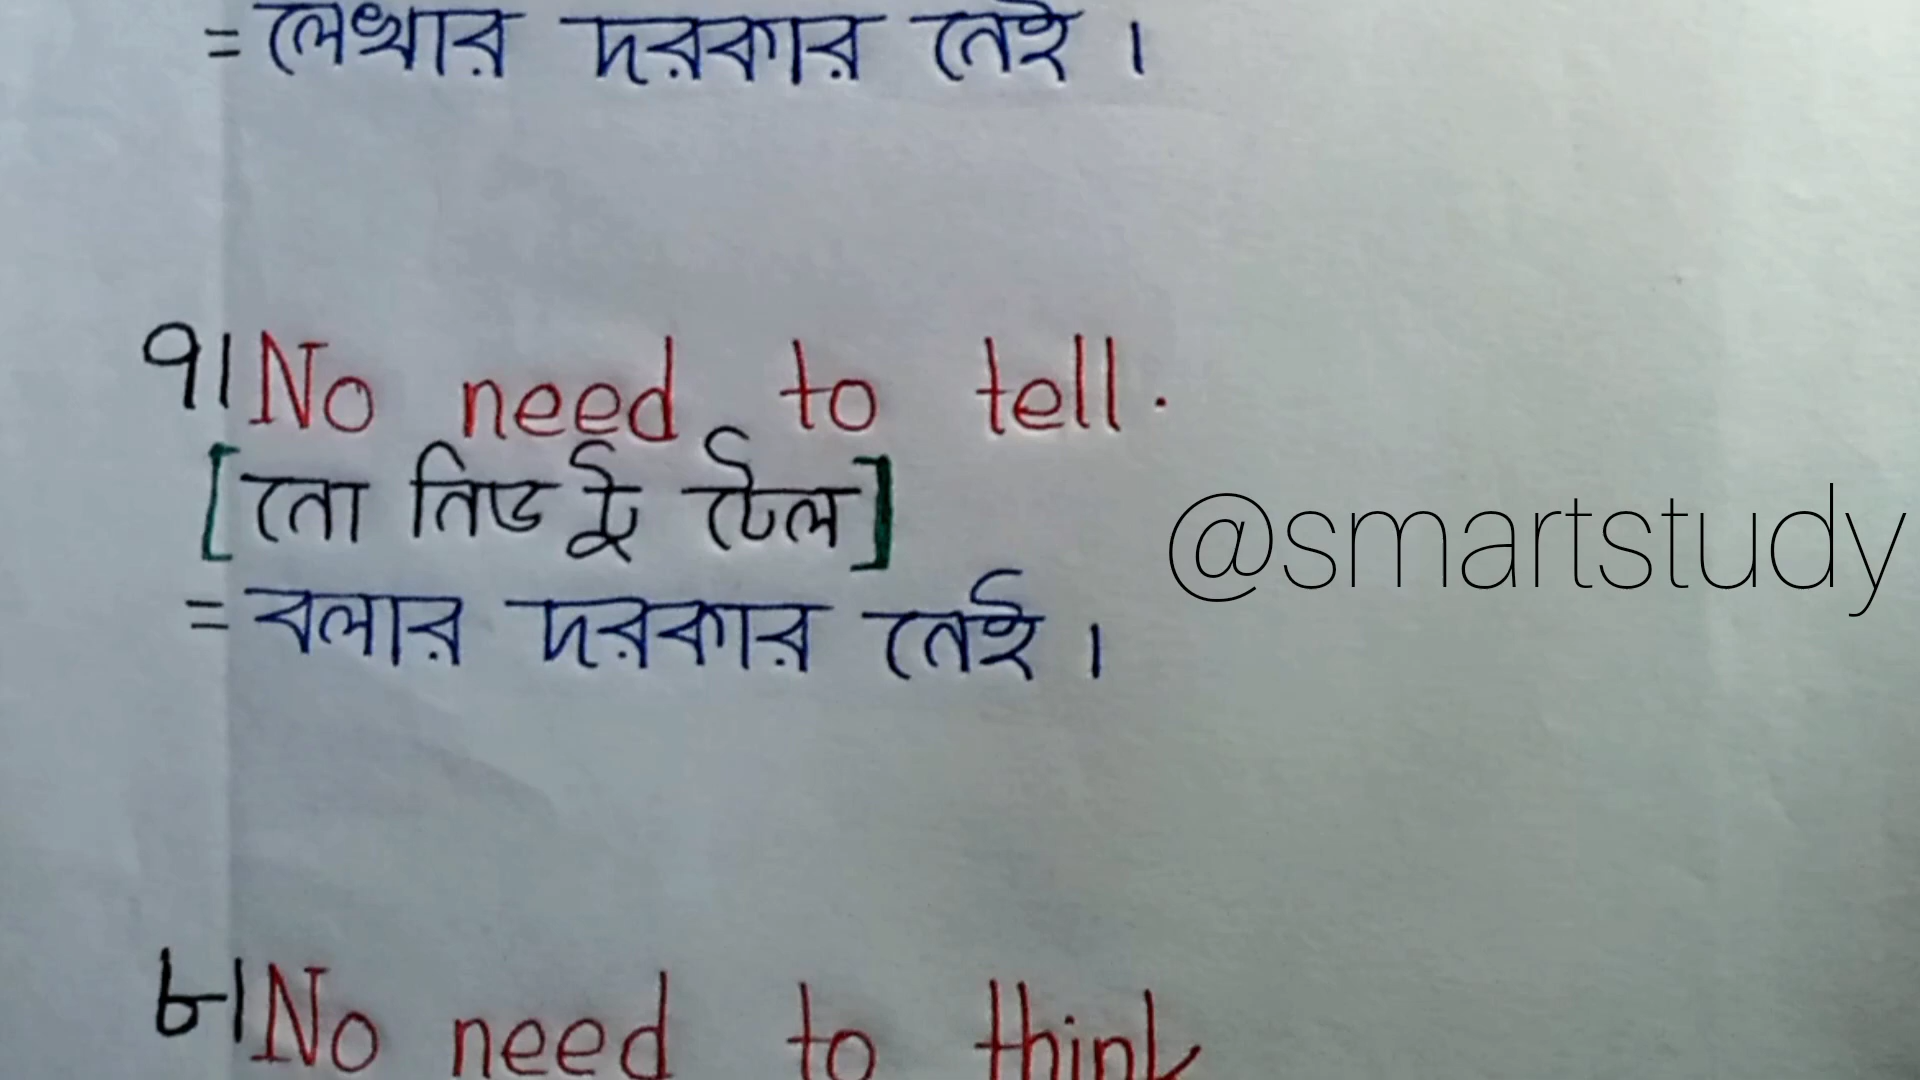 = লেখার দরকার নেই ।
৭। No need to tell.
[নো নিড টু টেল]
@smartstudy
= বলার দরকার নেই ।
৮। No need to think